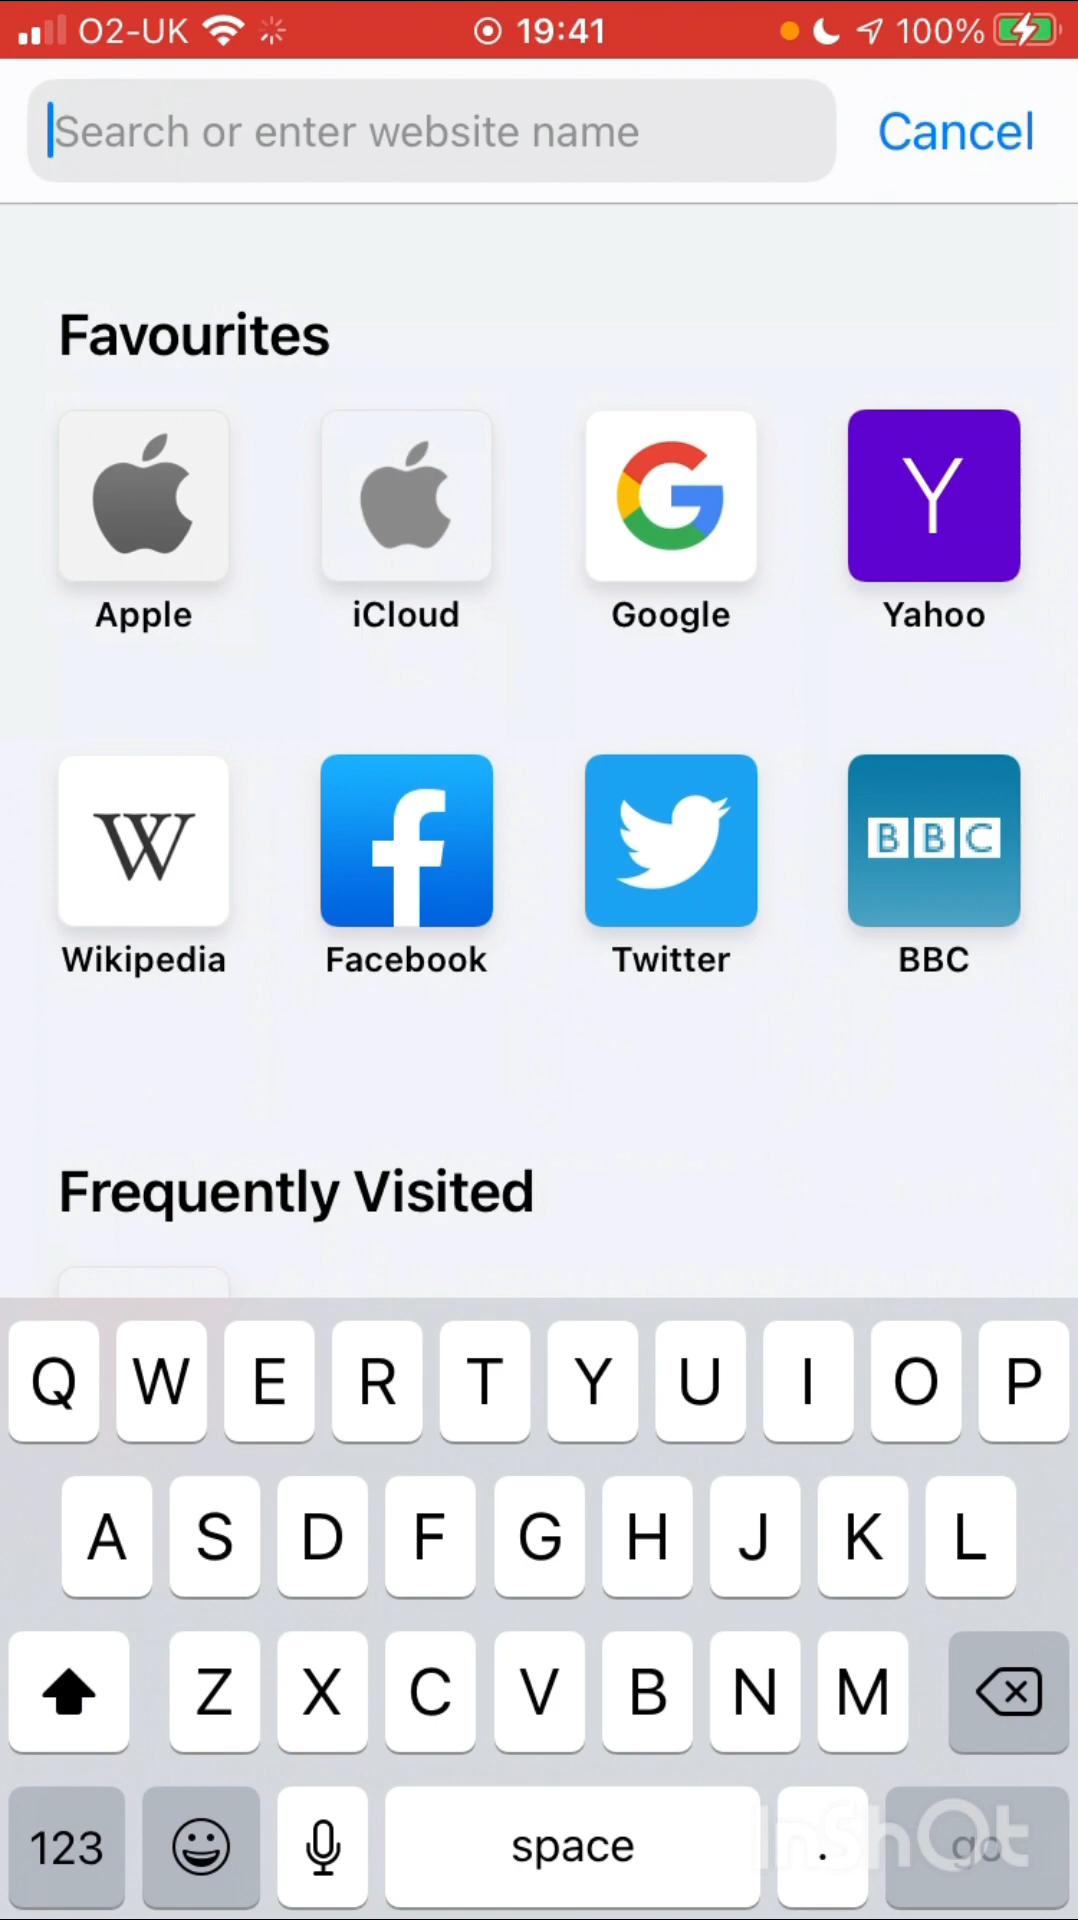 O2-UK 19:41 100%
Search or enter website name Cancel
Favourites
Apple iCloud Google Yahoo
Y
W BBC
Wikipedia Facebook Twitter BBC
Frequently Visited
Q W E R T Y U I O P
A S D F G H J K L
Z X C V B N M
123 space . go
InShOt